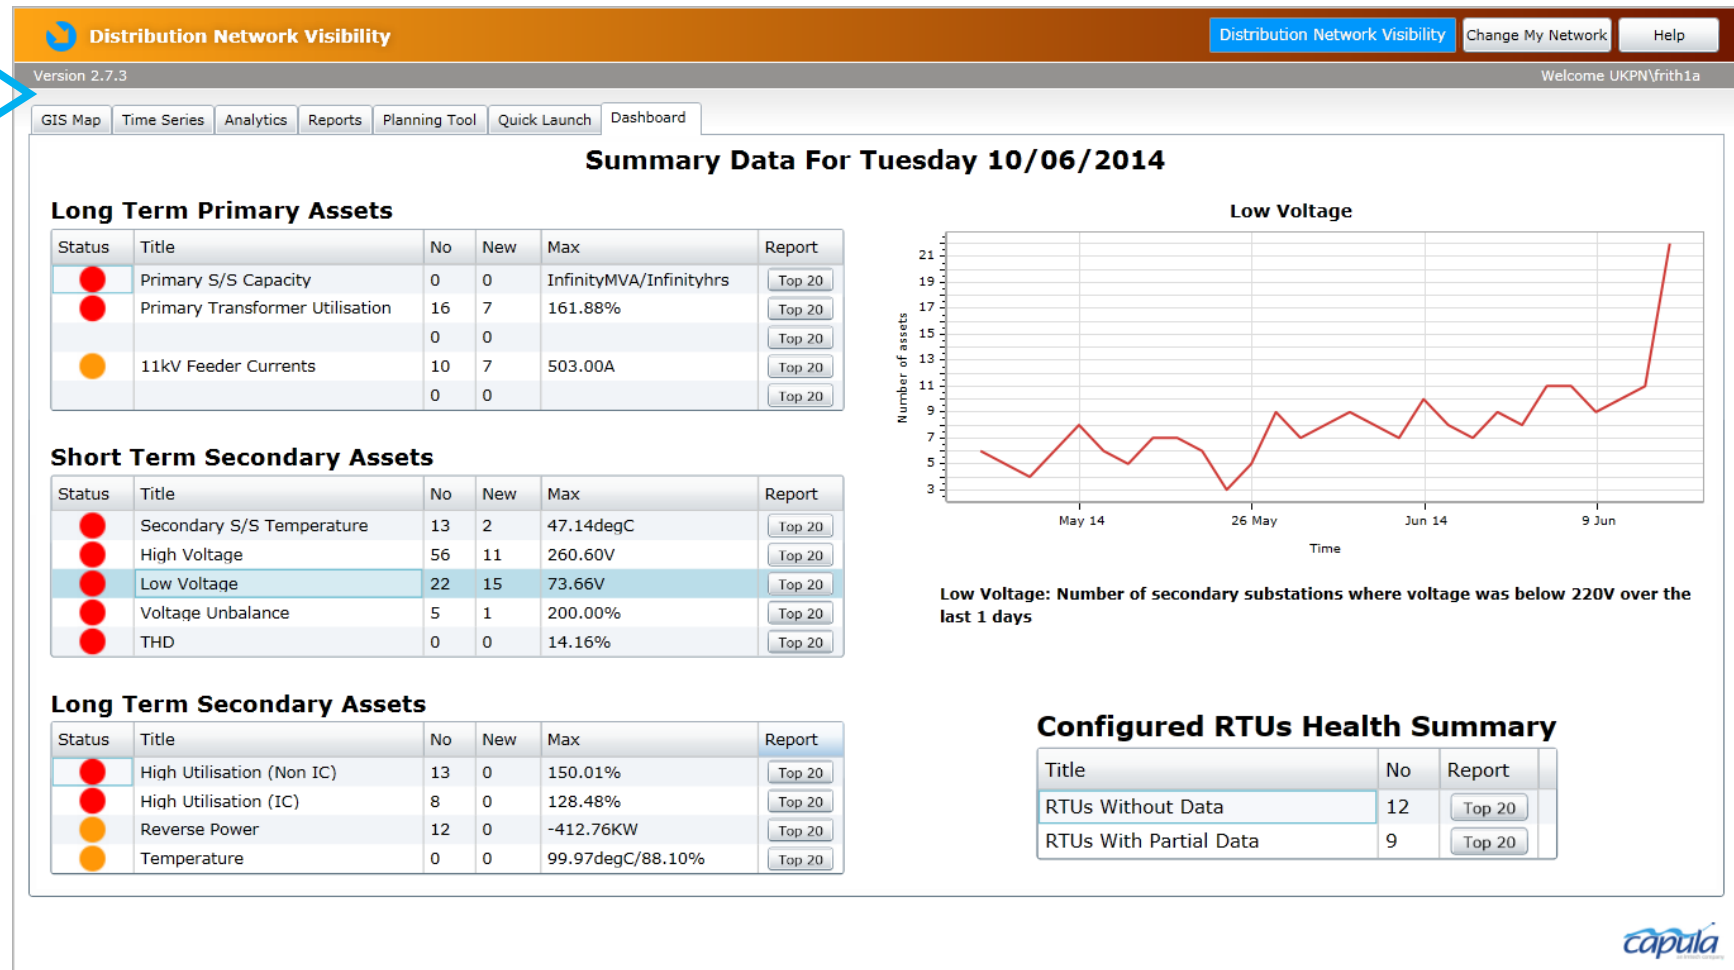 Distribution Network Visibility
Distribution Network Visibility Change My Network Help
Version 2.7.3 Welcome UKPN\frith1a
GIS Map Time Series Analytics Reports Planning Tool Quick Launch Dashboard
Summary Data For Tuesday 10/06/2014
Long Term Primary Assets
Status Title No New Max Report
Primary S/S Capacity 0 0 InfinityMVA/Infinityhrs Top 20
Primary Transformer Utilisation 16 7 161.88% Top 20
0 0 Top 20
11kV Feeder Currents 10 7 503.00A Top 20
0 0 Top 20
Short Term Secondary Assets
Status Title No New Max Report
Secondary S/S Temperature 13 2 47.14degC Top 20
High Voltage 56 11 260.60V Top 20
Low Voltage 22 15 73.66V Top 20
Voltage Unbalance 5 1 200.00% Top 20
THD 0 0 14.16% Top 20
Long Term Secondary Assets
Status Title No New Max Report
High Utilisation (Non IC) 13 0 150.01% Top 20
High Utilisation (IC) 8 0 128.48% Top 20
Reverse Power 12 0 -412.76KW Top 20
Temperature 0 0 99.97degC/88.10% Top 20
Low Voltage
Number of assets
21
19
17
15
13
11
9
7
5
3
May 14 26 May Jun 14 9 Jun
Time
Low Voltage: Number of secondary substations where voltage was below 220V over the
last 1 days
Configured RTUs Health Summary
Title No Report
RTUs Without Data 12 Top 20
RTUs With Partial Data 9 Top 20
capula